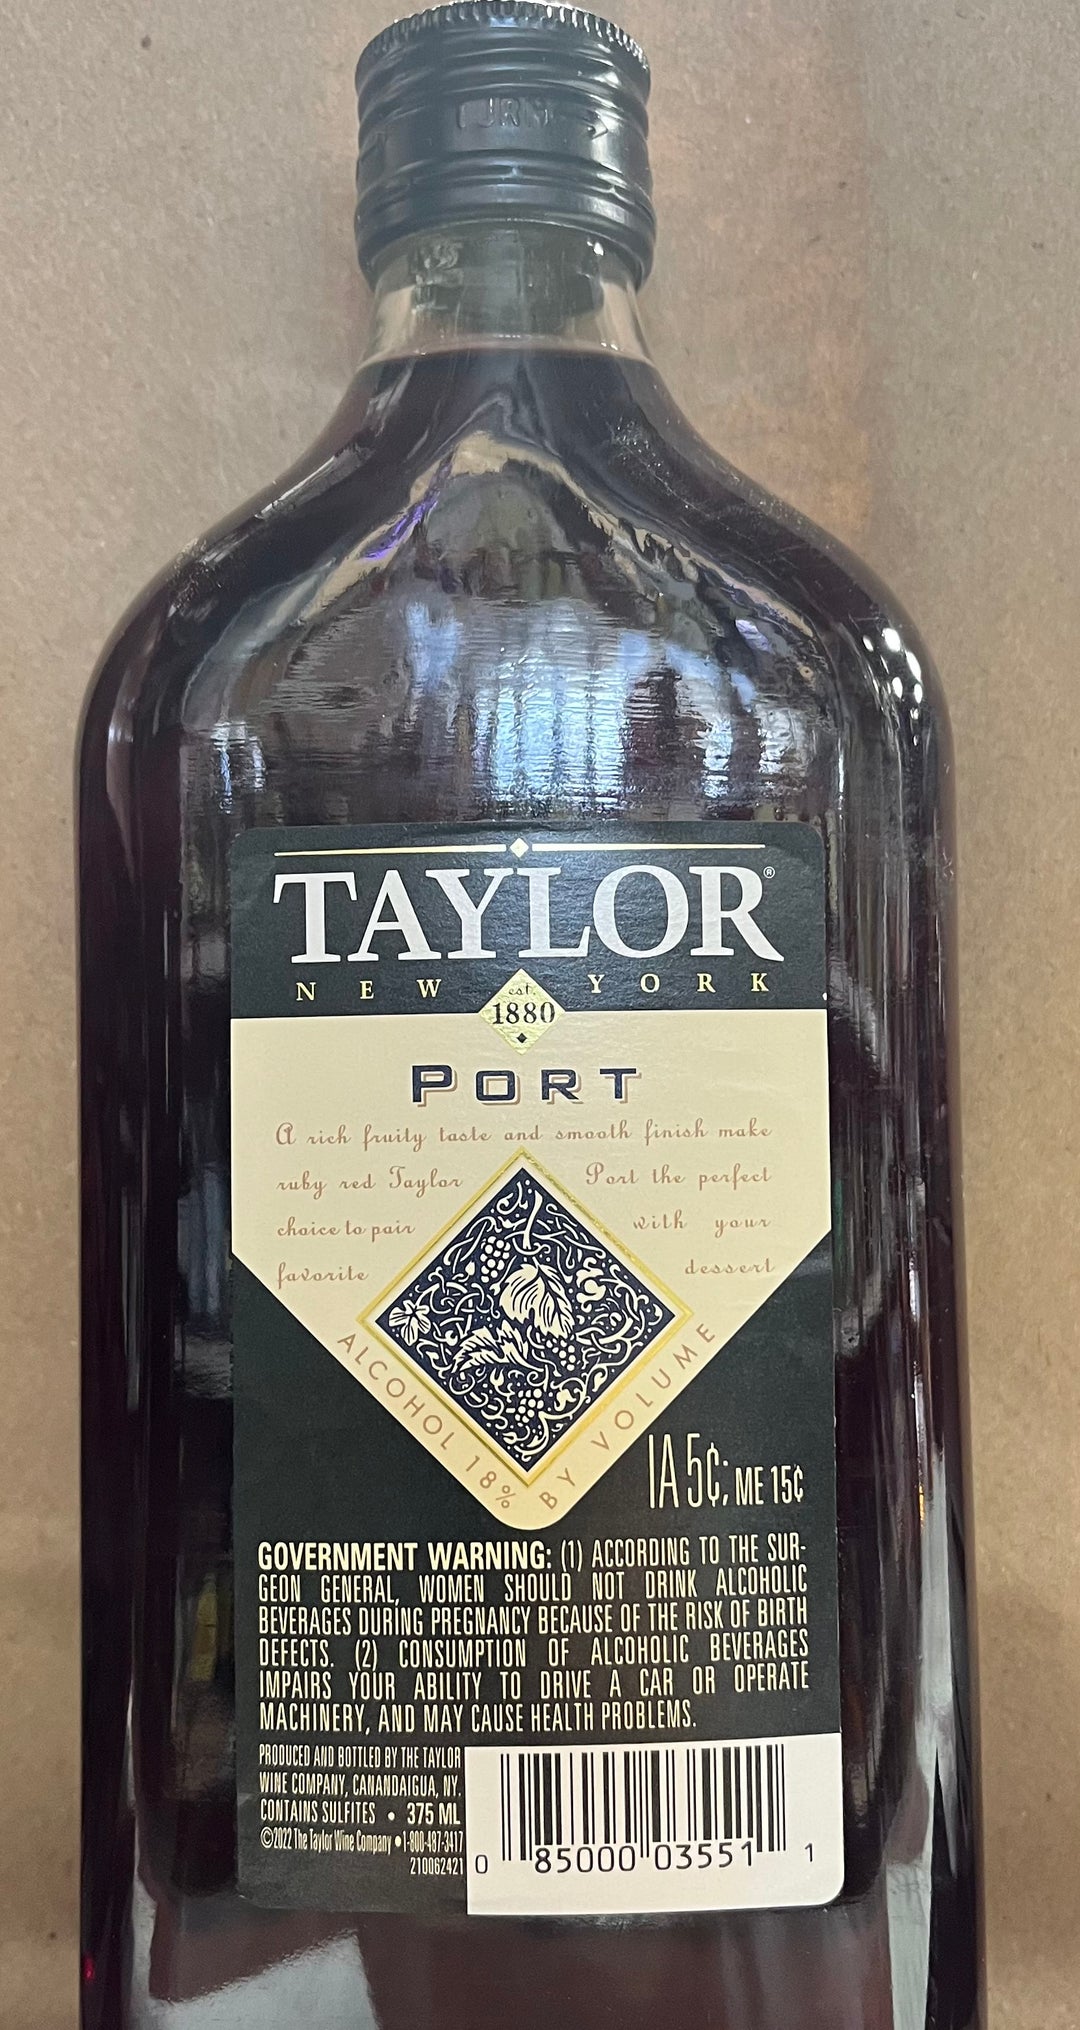 TURN
TAYLOR®
NEW YORK
est.
1880
PORT
A rich fruity taste and smooth finish make
ruby red Taylor Port the perfect
choice to pair with your
favorite dessert
ALCOHOL 18% BY VOLUME
IA 5¢; ME 15¢
GOVERNMENT WARNING: (1) ACCORDING TO THE SUR-
GEON GENERAL, WOMEN SHOULD NOT DRINK ALCOHOLIC
BEVERAGES DURING PREGNANCY BECAUSE OF THE RISK OF BIRTH
DEFECTS. (2) CONSUMPTION OF ALCOHOLIC BEVERAGES
IMPAIRS YOUR ABILITY TO DRIVE A CAR OR OPERATE
MACHINERY, AND MAY CAUSE HEALTH PROBLEMS.
PRODUCED AND BOTTLED BY THE TAYLOR
WINE COMPANY, CANANDAIGUA, NY.
CONTAINS SULFITES • 375 ML
©2022 The Taylor Wine Company •1-800-487-3417
210062421
0 85000 03551 1